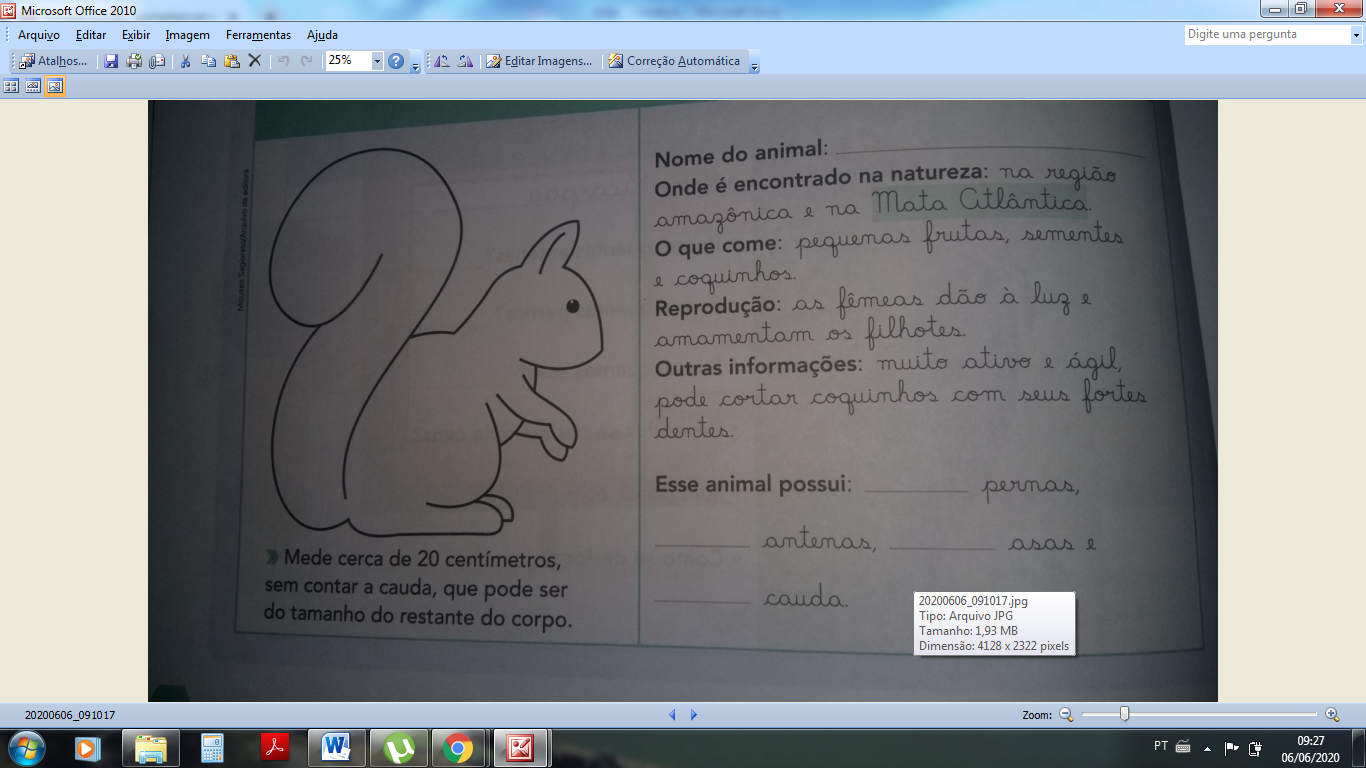 Microsoft Office 2010
Arquivo Editar Exibir Imagem Ferramentas Ajuda
Digite uma pergunta
Atalhos... 25% Editar Imagens... Correção Automática
Nome do animal:
Onde é encontrado na natureza: na região
amazônica e na Mata Atlântica.
O que come: pequenas frutas, sementes
e coquinhos.
Reprodução: as fêmeas dão à luz e
amamentam os filhotes.
Outras informações: muito ativo e ágil,
pode cortar coquinhos com seus fortes
dentes.
Esse animal possui: pernas,
antenas, asas e
cauda.
Mede cerca de 20 centímetros,
sem contar a cauda, que pode ser
do tamanho do restante do corpo.
20200606_091017.jpg
Tipo: Arquivo JPG
Tamanho: 1,93 MB
Dimensão: 4128 x 2322 pixels
20200606_091017
Zoom:
PT
09:27
06/06/2020